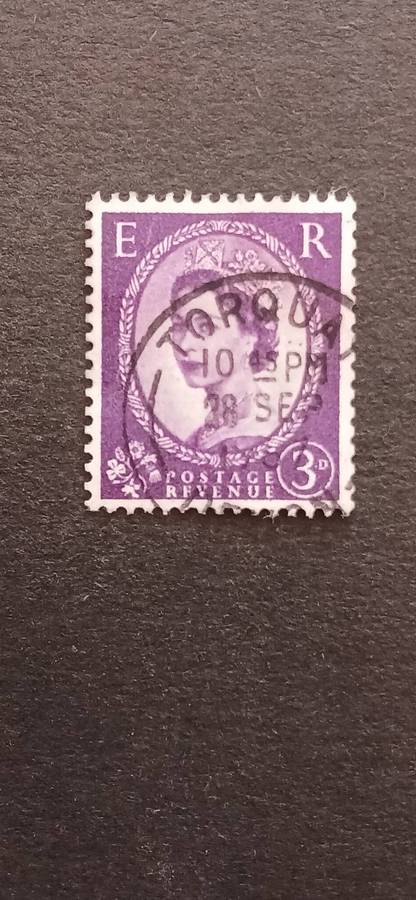 E R
TORQUA
10 45 PM
28 SEP
POSTAGE
REVENUE
3D